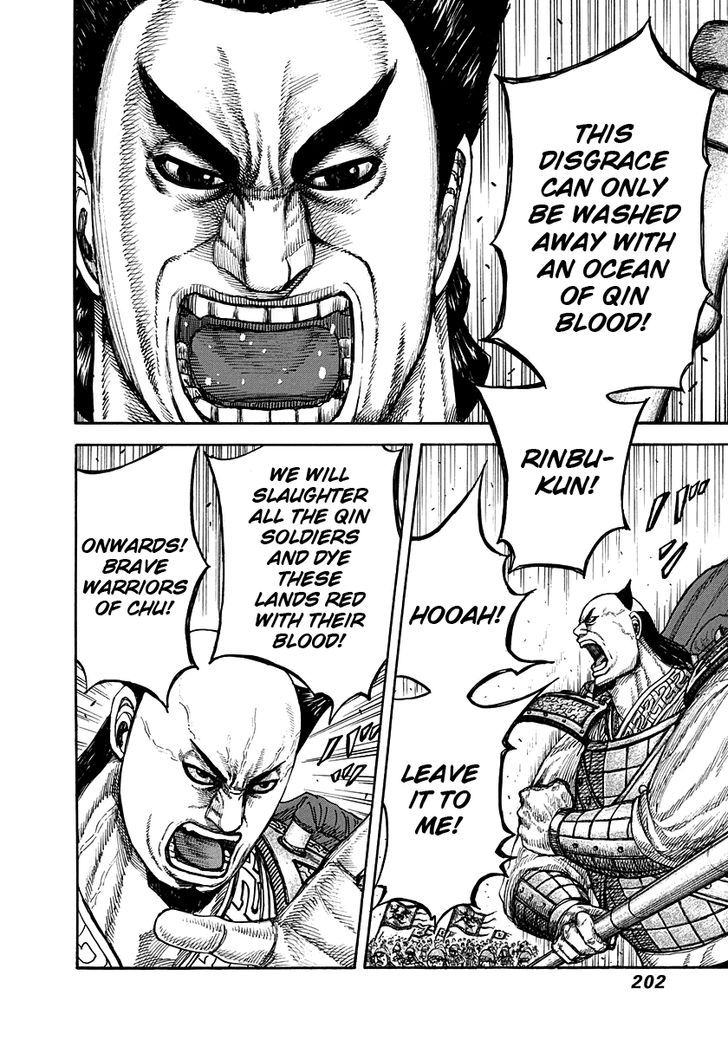 THIS
DISGRACE
CAN ONLY
BE WASHED
AWAY WITH
AN OCEAN
OF QIN
BLOOD!
RINBU-
KUN!
HOOAH!
LEAVE
IT TO
ME!
WE WILL
SLAUGHTER
ALL THE QIN
SOLDIERS
AND DYE
THESE
LANDS RED
WITH THEIR
BLOOD!
ONWARDS!
BRAVE
WARRIORS
OF CHU!
202